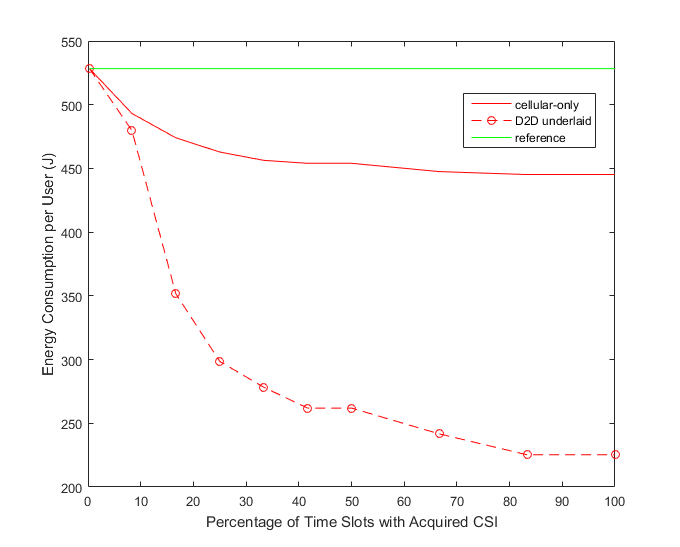 550
500
450
400
350
300
250
200
Energy Consumption per User (J)
cellular-only
D2D underlaid
reference
0 10 20 30 40 50 60 70 80 90 100
Percentage of Time Slots with Acquired CSI